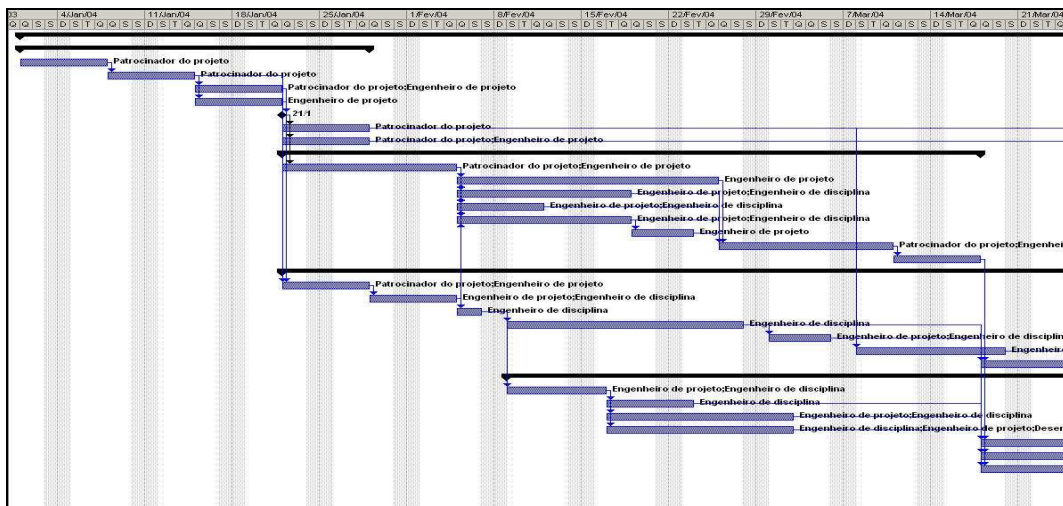 03 4/Jan/04 11/Jan/04 18/Jan/04 25/Jan/04 1/Fev/04 8/Fev/04 15/Fev/04 22/Fev/04 29/Fev/04 7/Mar/04 14/Mar/04 21/Mar/04
Q Q S S D S T Q Q S S D S T Q Q S S D S T Q Q S S D S T Q Q S S D S T Q Q S S D S T Q Q S S D S T Q Q S S D S T Q Q S S D S T Q Q S S D S T Q Q S S D S T Q Q S S D S T Q
Patrocinador do projeto
Patrocinador do projeto
Patrocinador do projeto;Engenheiro de projeto
Engenheiro de projeto
21/1
Patrocinador do projeto
Patrocinador do projeto;Engenheiro de projeto
Patrocinador do projeto;Engenheiro de projeto
Engenheiro de projeto
Engenheiro de projeto;Engenheiro de disciplina
Engenheiro de projeto;Engenheiro de disciplina
Engenheiro de projeto;Engenheiro de disciplina
Engenheiro de projeto
Patrocinador do projeto;Engenhei
Patrocinador do projeto;Engenheiro de projeto
Engenheiro de projeto;Engenheiro de disciplina
Engenheiro de disciplina
Engenheiro de disciplina
Engenheiro de projeto;Engenheiro de disciplin
Engenheiro
Engenheiro de projeto;Engenheiro de disciplina
Engenheiro de disciplina
Engenheiro de projeto;Engenheiro de disciplina
Engenheiro de disciplina;Engenheiro de projeto;Desen